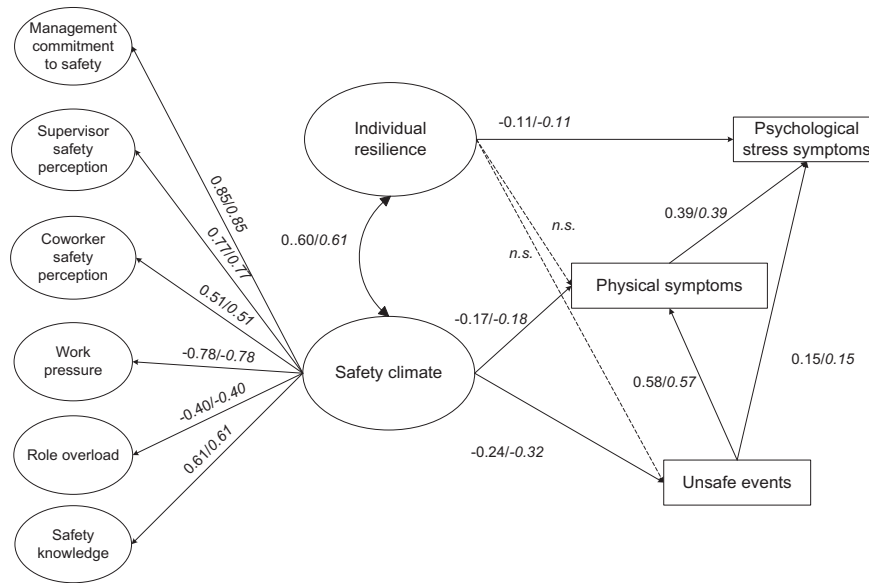 Management
commitment
to safety
Supervisor
safety
perception
Coworker
safety
perception
Work
pressure
Role overload
Safety
knowledge
0.85/0.85
0.77/0.77
0.51/0.51
-0.78/-0.78
-0.40/-0.40
0.61/0.61
Individual
resilience
0..60/0.61
Safety climate
-0.11/-0.11
n.s.
n.s.
-0.17/-0.18
-0.24/-0.32
Psychological
stress symptoms
0.39/0.39
Physical symptoms
0.58/0.57
0.15/0.15
Unsafe events